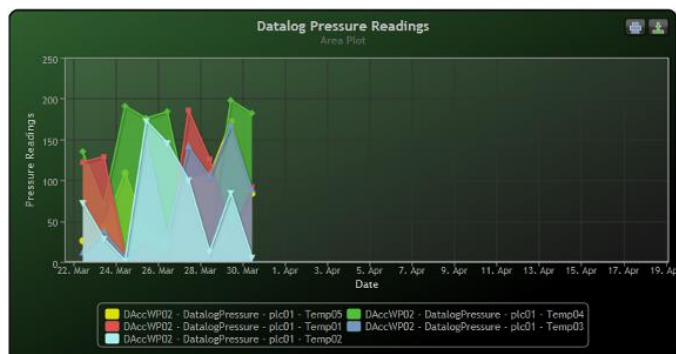 Datalog Pressure Readings
Area Plot
250
200
150
100
50
0
Pressure Readings
22. Mar 24. Mar 26. Mar 28. Mar 30. Mar 1. Apr 3. Apr 5. Apr 7. Apr 9. Apr 11. Apr 13. Apr 15. Apr 17. Apr 19. Ap
Date
DAccWP02 - DatalogPressure - plc01 - Temp05 DAccWP02 - DatalogPressure - plc01 - Temp04
DAccWP02 - DatalogPressure - plc01 - Temp01 DAccWP02 - DatalogPressure - plc01 - Temp03
DAccWP02 - DatalogPressure - plc01 - Temp02